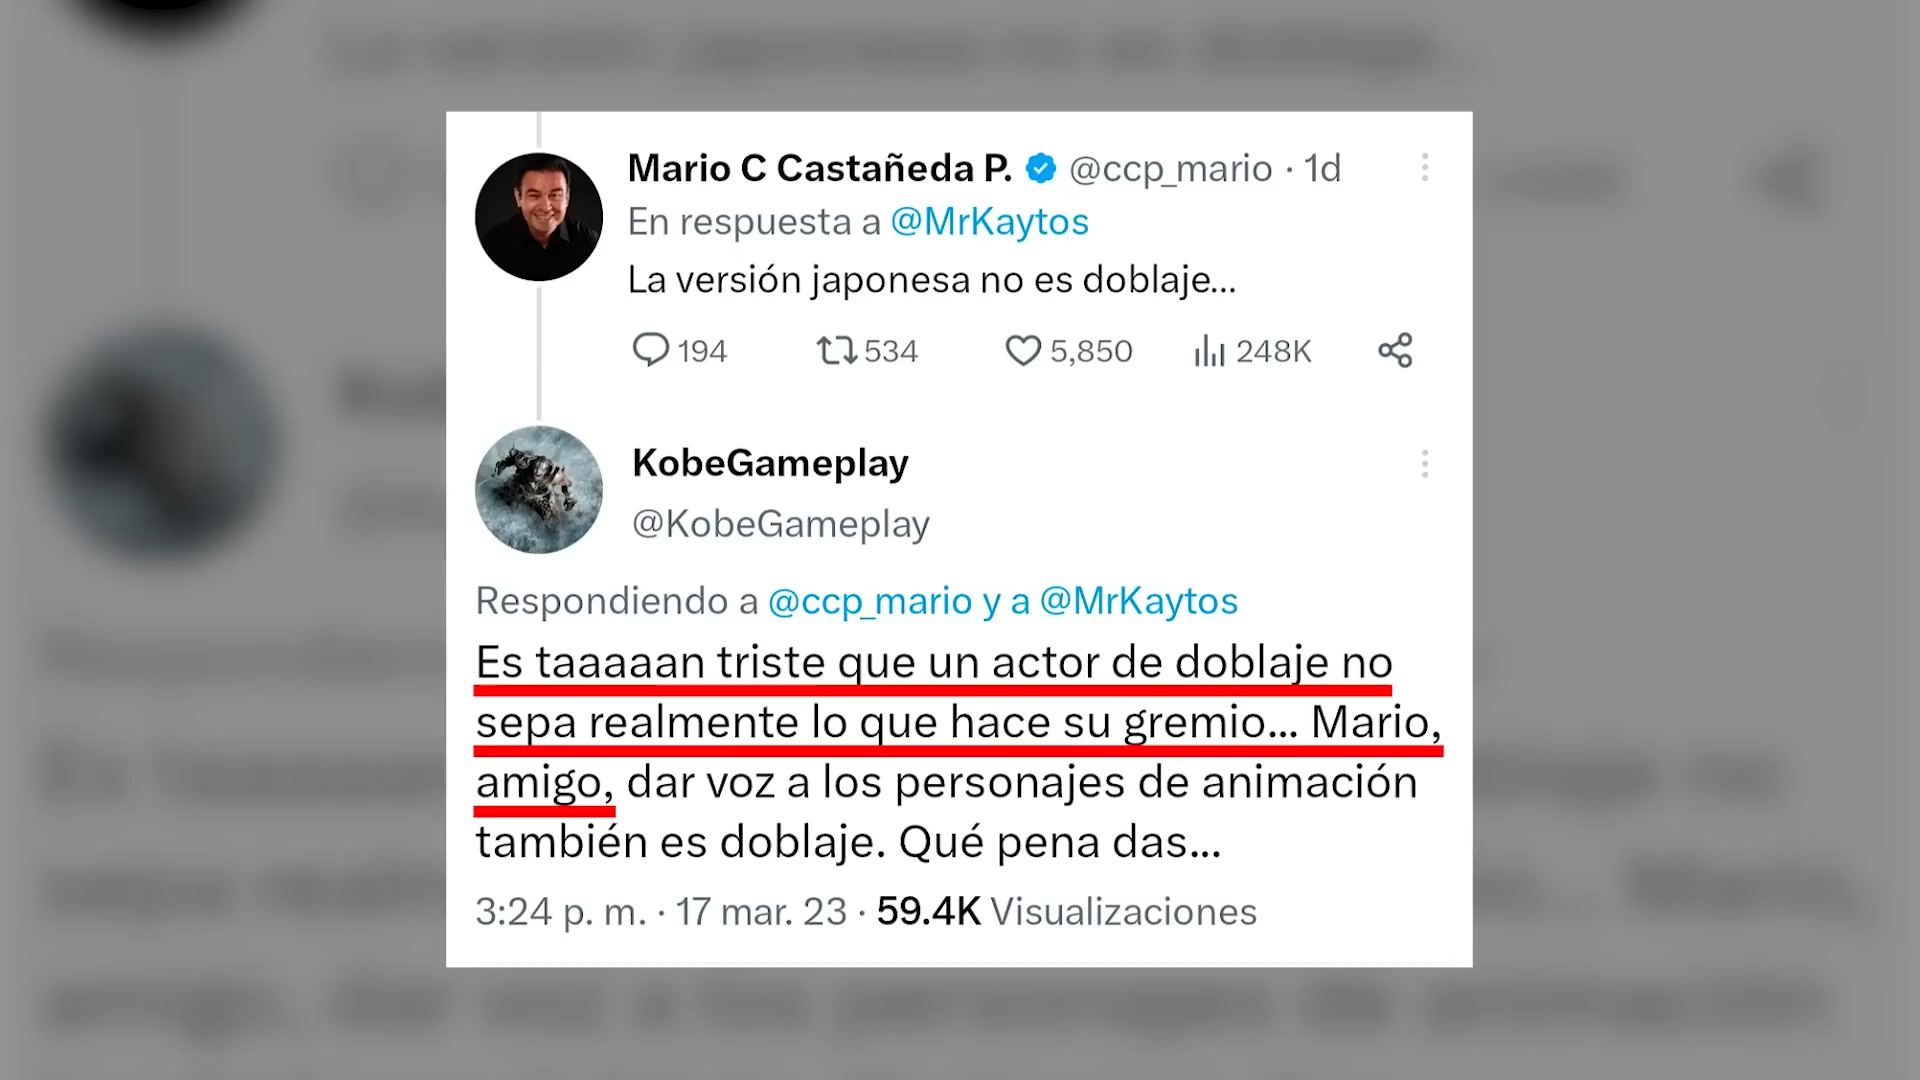 Mario C Castañeda P. @ccp_mario · 1d
En respuesta a @MrKaytos
La versión japonesa no es doblaje...
194 534 5,850 248K
KobeGameplay
@KobeGameplay
Respondiendo a @ccp_mario y a @MrKaytos
Es taaaaan triste que un actor de doblaje no
sepa realmente lo que hace su gremio... Mario,
amigo, dar voz a los personajes de animación
también es doblaje. Qué pena das...
3:24 p. m. · 17 mar. 23 · 59.4K Visualizaciones